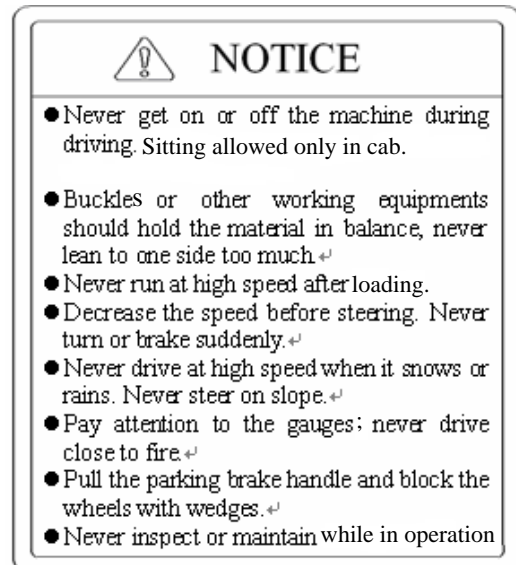 NOTICE
●Never get on or off the machine during
driving. Sitting allowed only in cab.
●Buckles or other working equipments
should hold the material in balance, never
lean to one side too much↵
●Never run at high speed after loading.
●Decrease the speed before steering. Never
turn or brake suddenly.↵
●Never drive at high speed when it snows or
rains. Never steer on slope.↵
●Pay attention to the gauges; never drive
close to fire↵
●Pull the parking brake handle and block the
wheels with wedges.↵
●Never inspect or maintain while in operation